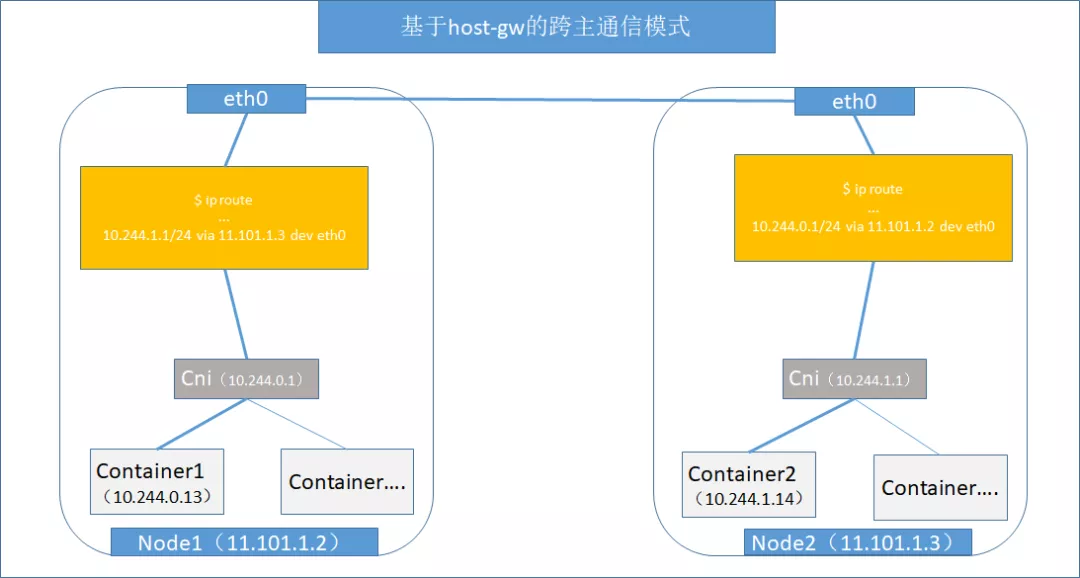 基于host-gw的跨主通信模式
eth0
eth0
$ ip route
...
10.244.1.1/24 via 11.101.1.3 dev eth0
$ ip route
...
10.244.0.1/24 via 11.101.1.2 dev eth0
Cni（10.244.0.1）
Cni（10.244.1.1）
Container1
（10.244.0.13）
Container....
Container2
（10.244.1.14）
Container....
Node1（11.101.1.2）
Node2（11.101.1.3）